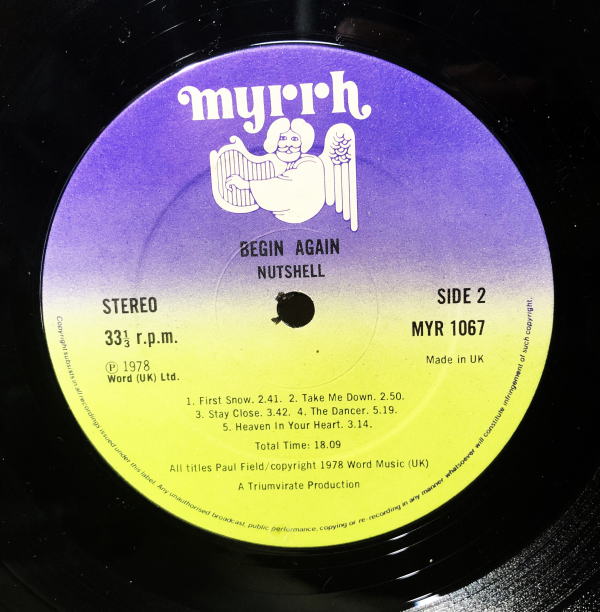 myrrh
BEGIN AGAIN
NUTSHELL
STEREO
SIDE 2
33⅓ r.p.m.
MYR 1067
Ⓟ 1978
Word (UK) Ltd.
Made in UK
1. First Snow. 2.41. 2. Take Me Down. 2.50.
3. Stay Close. 3.42. 4. The Dancer. 5.19.
5. Heaven In Your Heart. 3.14.
Total Time: 18.09
All titles Paul Field/copyright 1978 Word Music (UK)
A Triumvirate Production
Copyright subsists in all recordings issued under this label. Any unauthorised broadcast, public performance, copying or re-recording in any manner whatsoever will constitute infringement of such copyright.